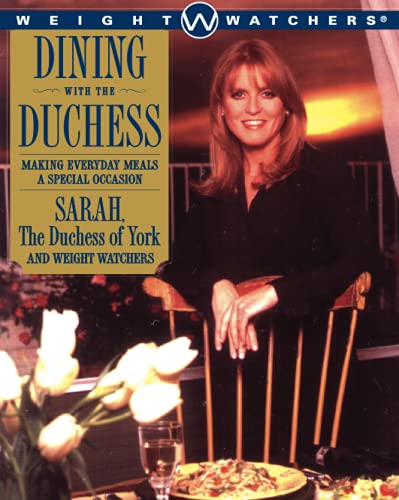 WEIGHT W WATCHERS®
DINING
WITH THE
DUCHESS
MAKING EVERYDAY MEALS
A SPECIAL OCCASION
SARAH,
The Duchess of York
AND WEIGHT WATCHERS